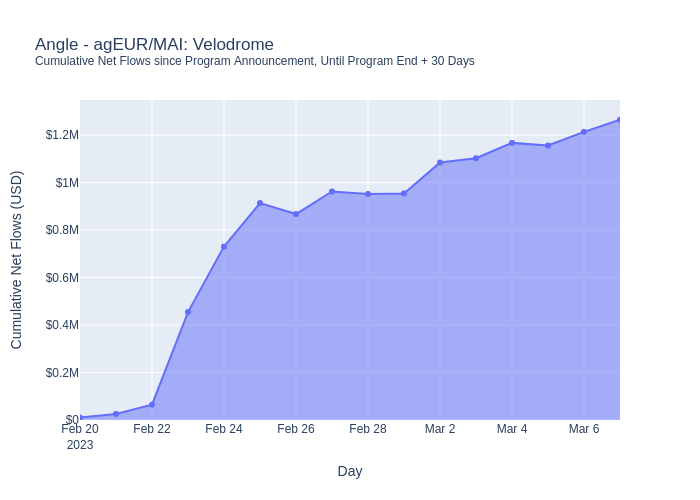 Angle - agEUR/MAI: Velodrome
Cumulative Net Flows since Program Announcement, Until Program End + 30 Days
Cumulative Net Flows (USD)
$1.2M
$1M
$0.8M
$0.6M
$0.4M
$0.2M
$0
Feb 20 Feb 22 Feb 24 Feb 26 Feb 28 Mar 2 Mar 4 Mar 6
2023
Day